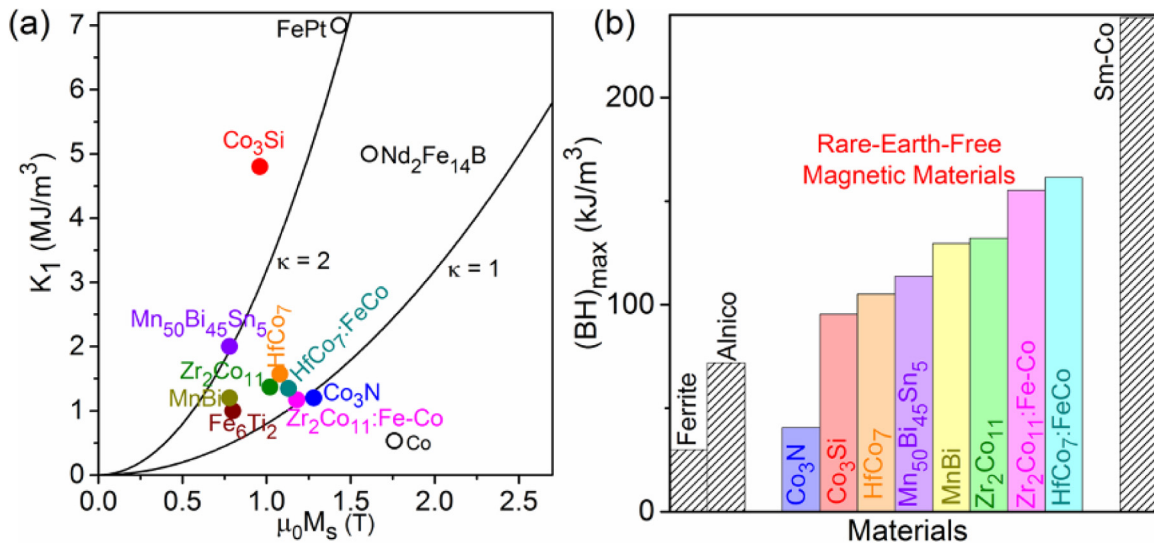 (a)
7
6
5
4
3
2
1
0
K₁ (MJ/m³)
FePt
Co₃Si
Nd₂Fe₁₄B
κ = 2
κ = 1
Mn₅₀Bi₄₅Sn₅
HfCo₇
HfCo₇:FeCo
Zr₂Co₁₁
MnBi
Co₃N
Fe₆Ti₂
Zr₂Co₁₁:Fe-Co
Co
0.0 0.5 1.0 1.5 2.0 2.5
μ₀Mₛ (T)
(b)
200
100
0
(BH)ₘₐₓ (kJ/m³)
Rare-Earth-Free
Magnetic Materials
Ferrite
Alnico
Co₃N
Co₃Si
HfCo₇
Mn₅₀Bi₄₅Sn₅
MnBi
Zr₂Co₁₁
Zr₂Co₁₁:Fe-Co
HfCo₇:FeCo
Sm-Co
Materials